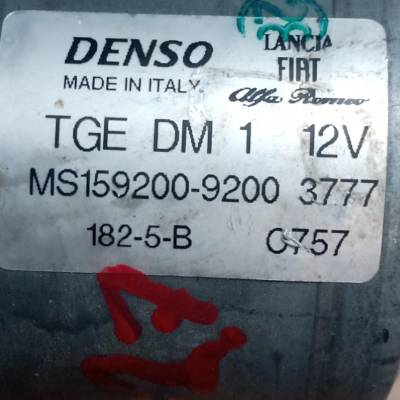 DENSO
LANCIA
FIAT
Alfa Romeo
MADE IN ITALY
TGE DM 1 12V
MS159200-9200 3777
182-5-B 0757